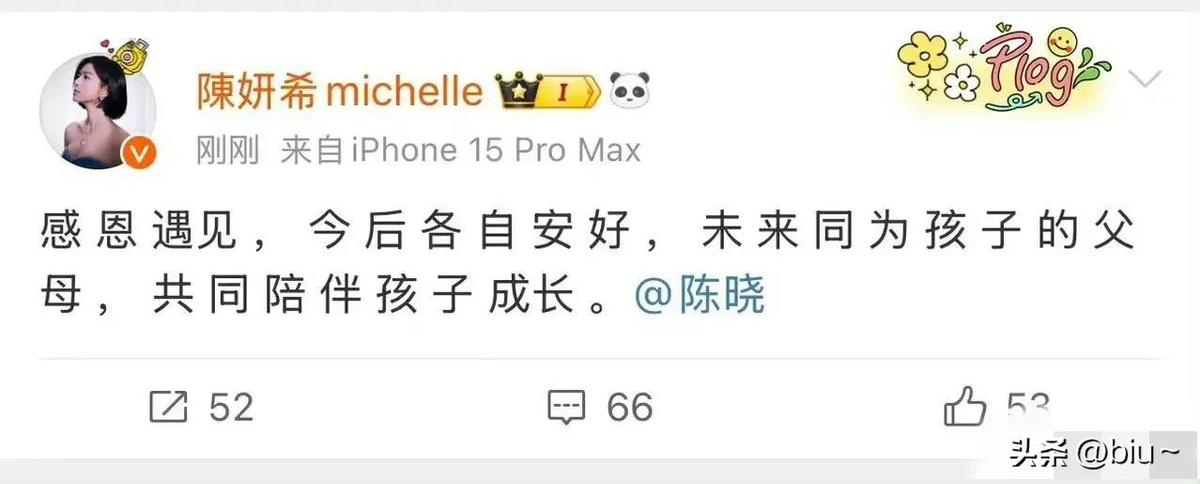 陳妍希michelle I
Plog
刚刚 来自iPhone 15 Pro Max
感恩遇见，今后各自安好，未来同为孩子的父
母，共同陪伴孩子成长。@陈晓
52 66 53
头条 @biu~